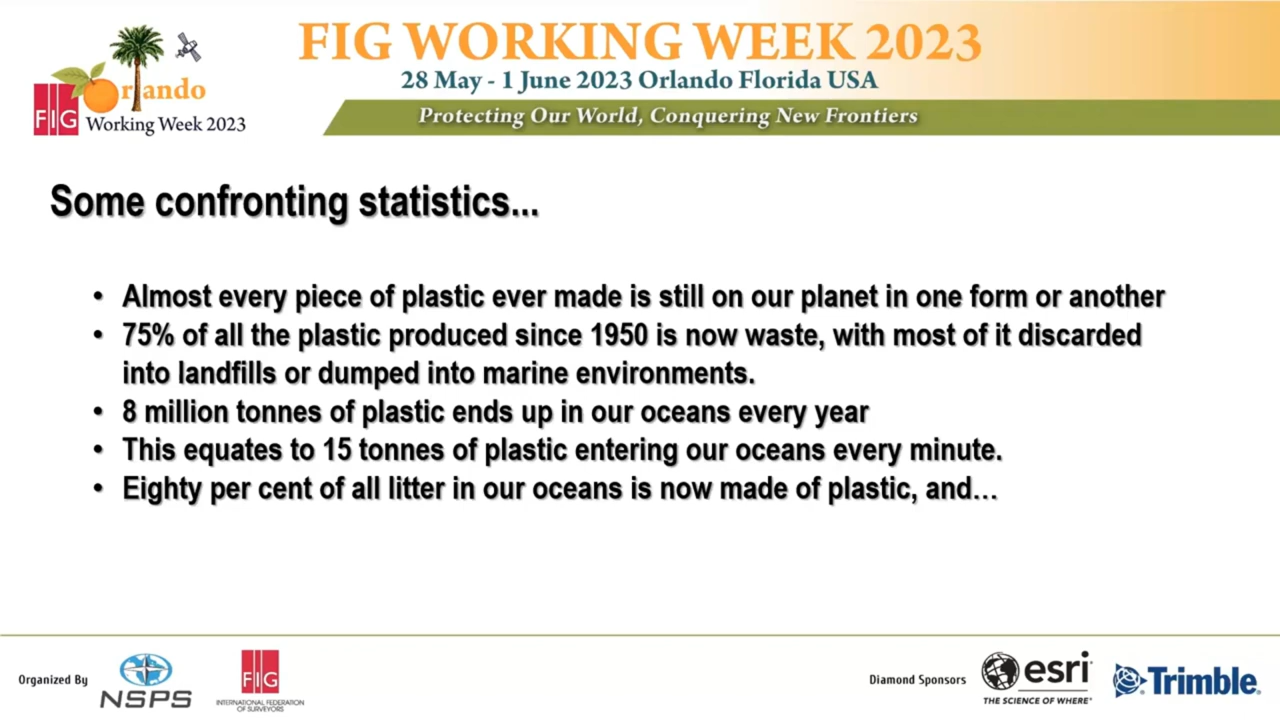 FIG WORKING WEEK 2023
28 May - 1 June 2023 Orlando Florida USA
Protecting Our World, Conquering New Frontiers
Orlando
FIG Working Week 2023
Some confronting statistics...
• Almost every piece of plastic ever made is still on our planet in one form or another
• 75% of all the plastic produced since 1950 is now waste, with most of it discarded
into landfills or dumped into marine environments.
• 8 million tonnes of plastic ends up in our oceans every year
• This equates to 15 tonnes of plastic entering our oceans every minute.
• Eighty per cent of all litter in our oceans is now made of plastic, and…
Organized By
NSPS
FIG
INTERNATIONAL FEDERATION
OF SURVEYORS
Diamond Sponsors
esri
THE SCIENCE OF WHERE®
Trimble